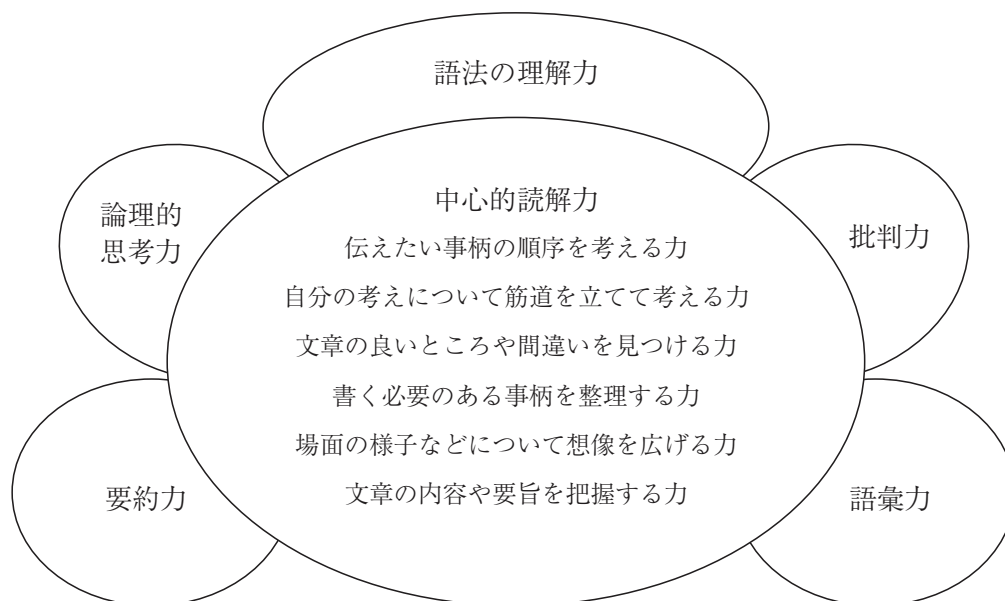 語法の理解力
論理的
思考力
中心的読解力
伝えたい事柄の順序を考える力
自分の考えについて筋道を立てて考える力
文章の良いところや間違いを見つける力
書く必要のある事柄を整理する力
場面の様子などについて想像を広げる力
文章の内容や要旨を把握する力
批判力
要約力
語彙力